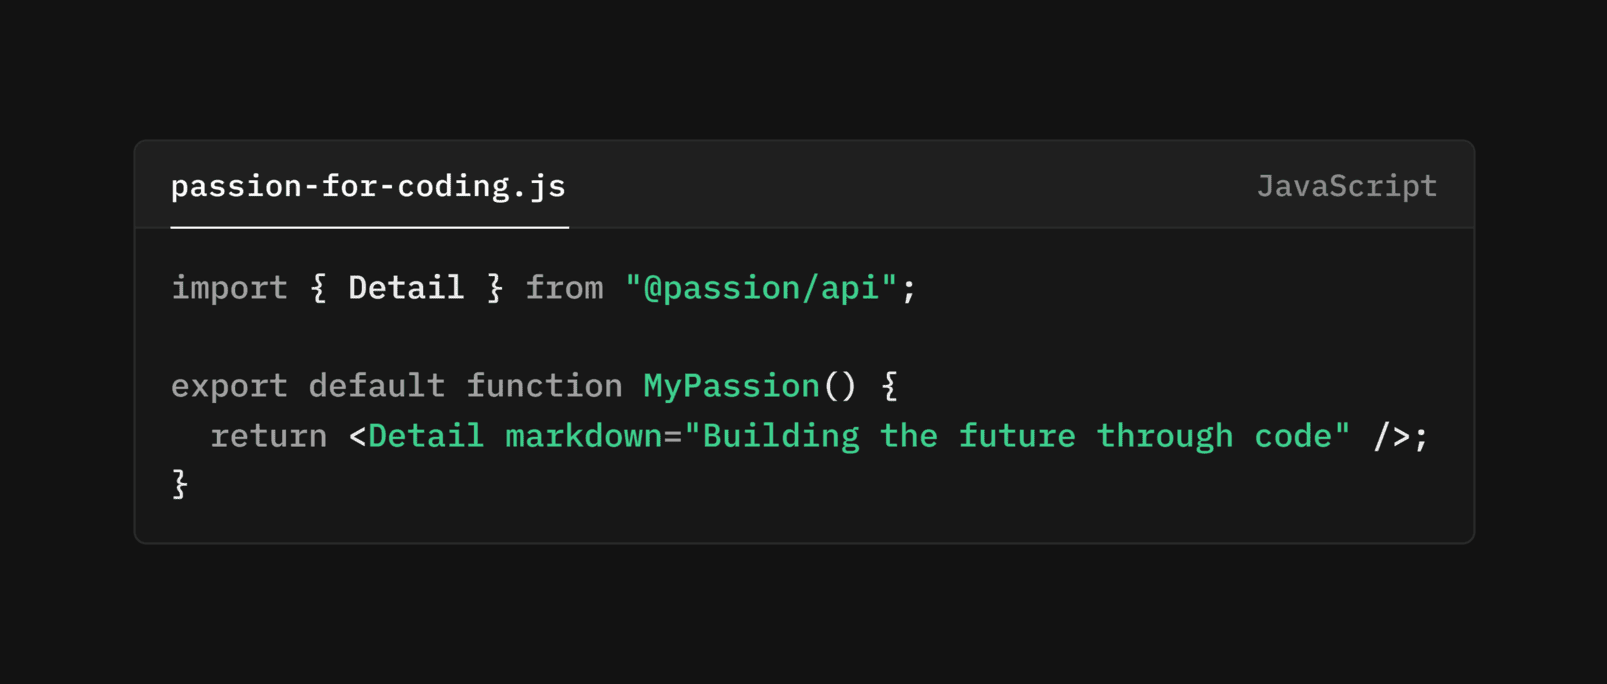 passion-for-coding.js
JavaScript
import { Detail } from "@passion/api";
export default function MyPassion() {
  return <Detail markdown="Building the future through code" />;
}